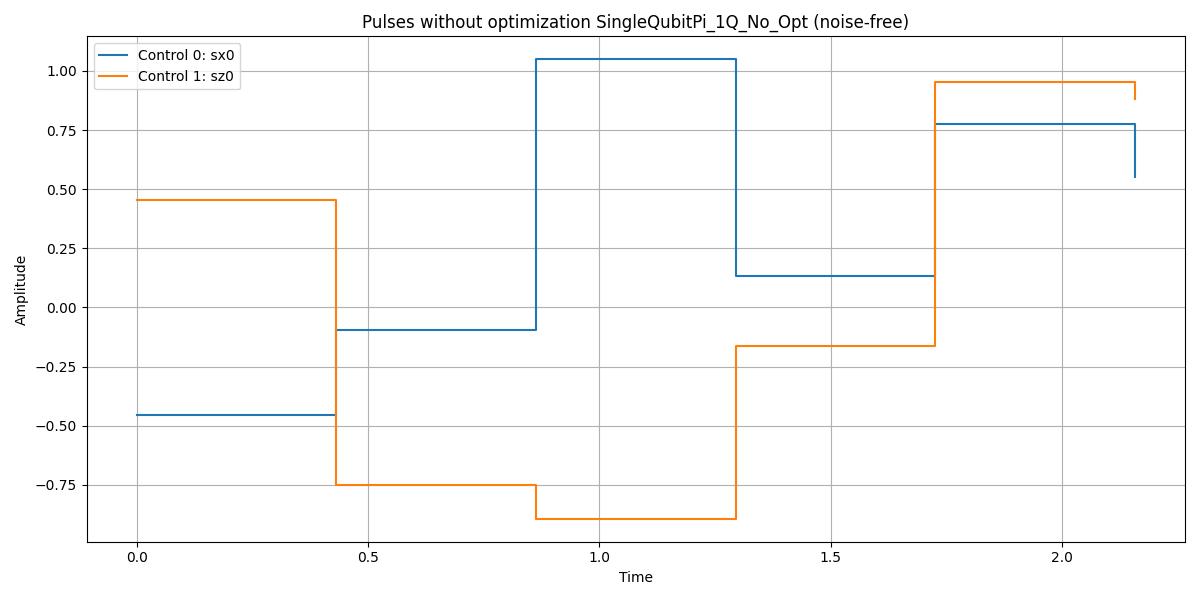 Pulses without optimization SingleQubitPi_1Q_No_Opt (noise-free)
Control 0: sx0
Control 1: sz0
1.00
0.75
0.50
0.25
0.00
−0.25
−0.50
−0.75
Amplitude
0.0 0.5 1.0 1.5 2.0
Time